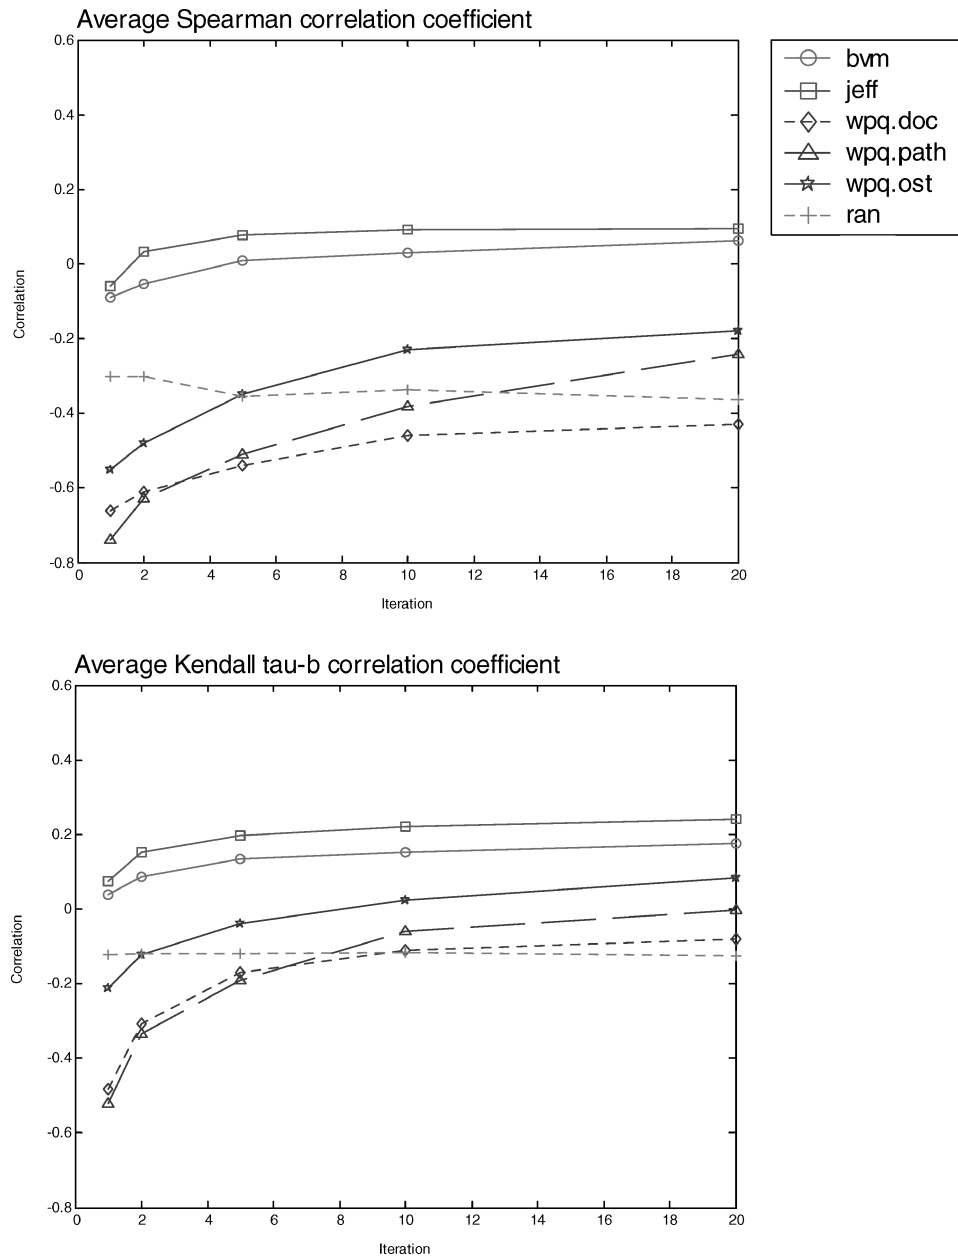 Average Spearman correlation coefficient
0.6
0.4
0.2
0
-0.2
-0.4
-0.6
-0.8
Correlation
0 2 4 6 8 10 12 14 16 18 20
Iteration
bvm
jeff
wpq.doc
wpq.path
wpq.ost
ran
Average Kendall tau-b correlation coefficient
0.6
0.4
0.2
0
-0.2
-0.4
-0.6
-0.8
Correlation
0 2 4 6 8 10 12 14 16 18 20
Iteration